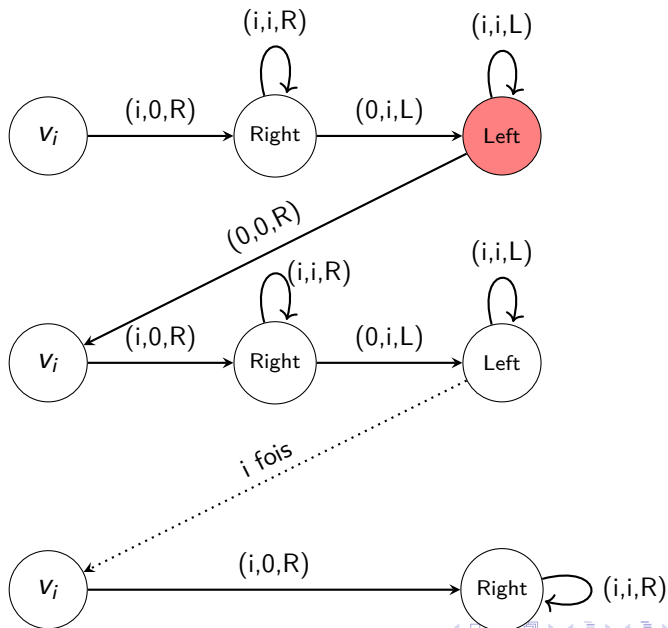 (i,i,R) (i,i,L)
v_i (i,0,R) Right (0,i,L) Left
(0,0,R)
(i,i,R) (i,i,L)
v_i (i,0,R) Right (0,i,L) Left
i fois
v_i (i,0,R) Right (i,i,R)